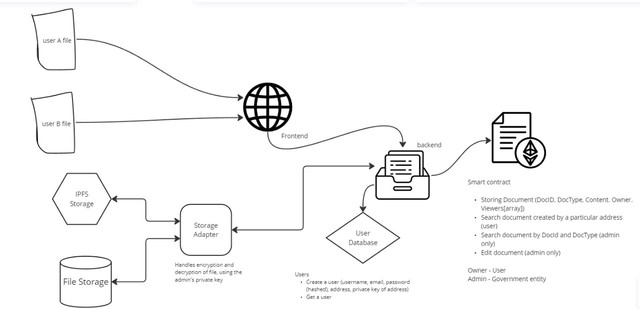 user A file
user B file
Frontend
backend
IPFS
Storage
Storage
Adapter
File Storage
Handles encryption and
decryption of file, using the
admin's private key
User
Database
Users
• Create a user (username, email, password
(hashed), address, private key of address)
• Get a user
Smart contract
• Storing Document (DocID, DocType, Content, Owner,
Viewers[array])
• Search document created by a particular address
(user)
• Search document by DocId and DocType (admin
only)
• Edit document (admin only)
Owner - User
Admin - Government entity